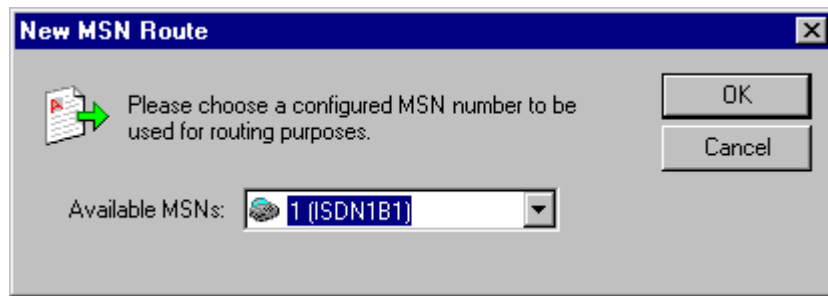 New MSN Route
Please choose a configured MSN number to be
used for routing purposes.
OK
Cancel
Available MSNs: 1 (ISDN1B1)